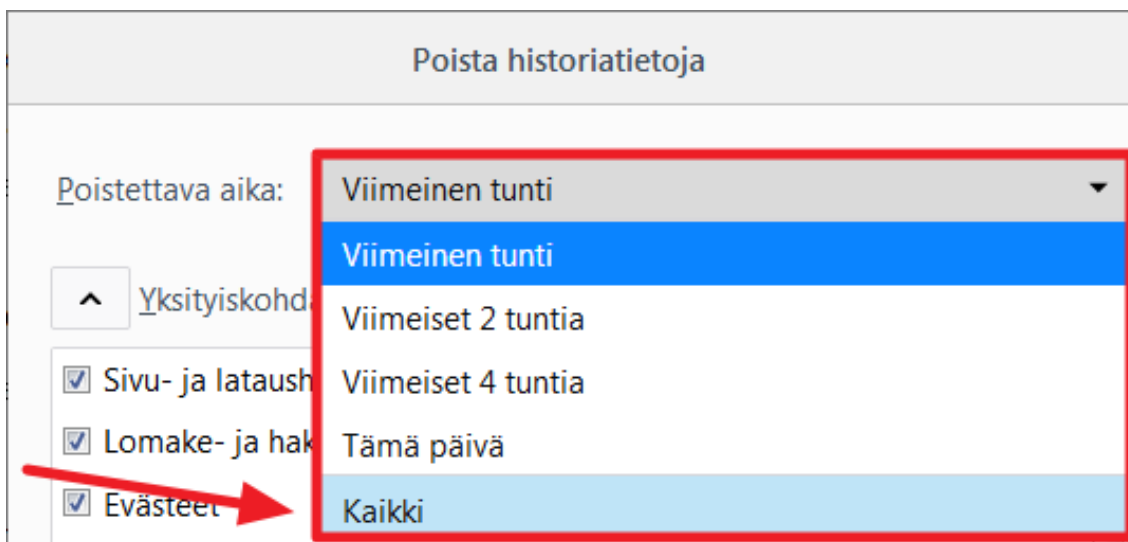 Poista historiatietoja
Poistettava aika: Viimeinen tunti
Viimeinen tunti
Yksityiskohda
Viimeiset 2 tuntia
Sivu- ja lataush
Viimeiset 4 tuntia
Lomake- ja hak
Tämä päivä
Evästeet
Kaikki